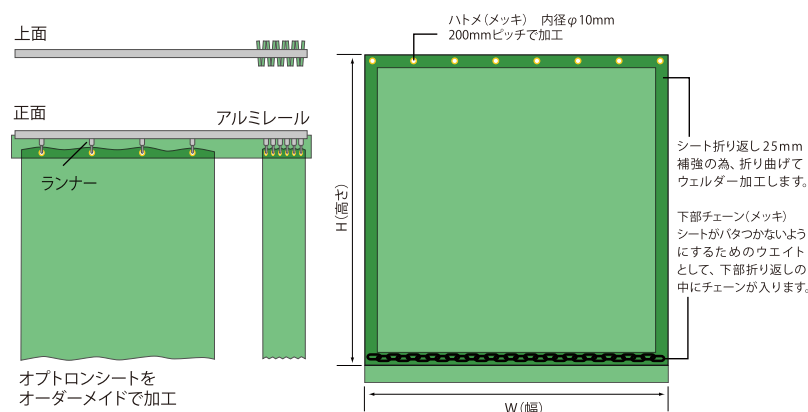 上面
正面
アルミレール
ランナー
オプトロンシートを
オーダーメイドで加工
ハトメ(メッキ) 内径φ10mm
200mmピッチで加工
H(高さ)
W(幅)
シート折り返し25mm
補強の為、折り曲げて
ウェルダー加工します。
下部チェーン(メッキ)
シートがバタつかないよう
にするためのウエイト
として、下部折り返しの
中にチェーンが入ります。